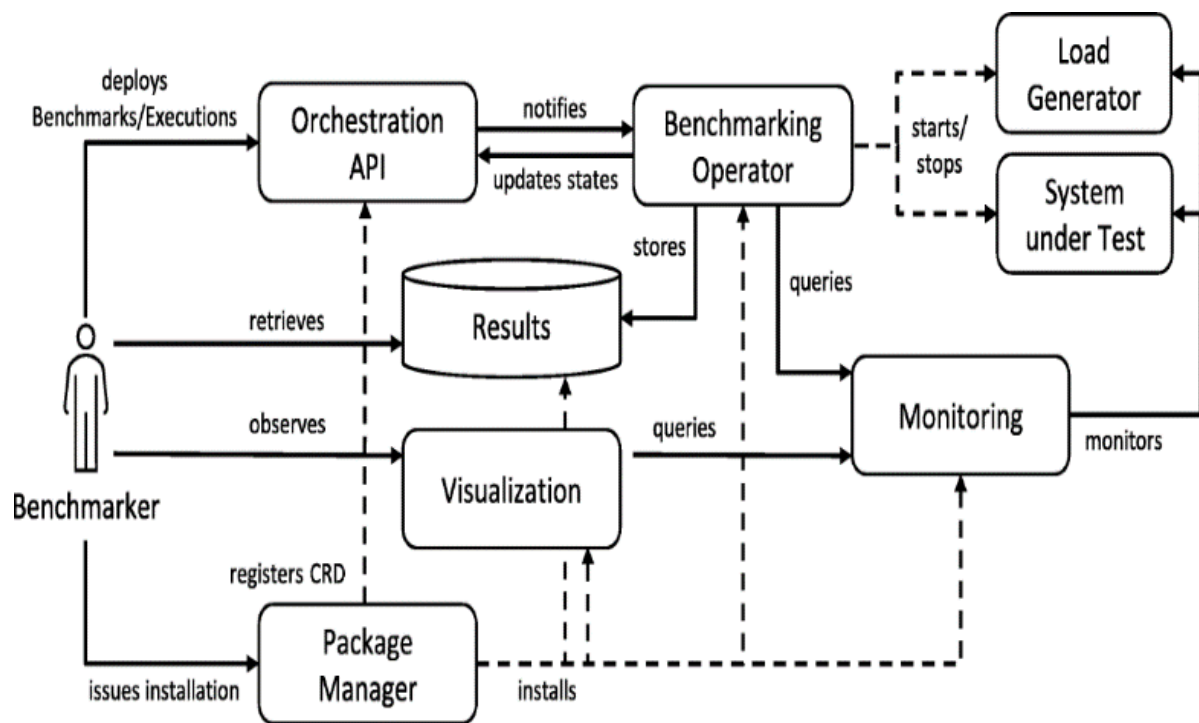 deploys
Benchmarks/Executions
Orchestration
API
notifies
updates states
Benchmarking
Operator
starts/
stops
Load
Generator
System
under Test
stores
queries
retrieves
Results
observes
Visualization
queries
Monitoring
monitors
Benchmarker
registers CRD
issues installation
Package
Manager
installs